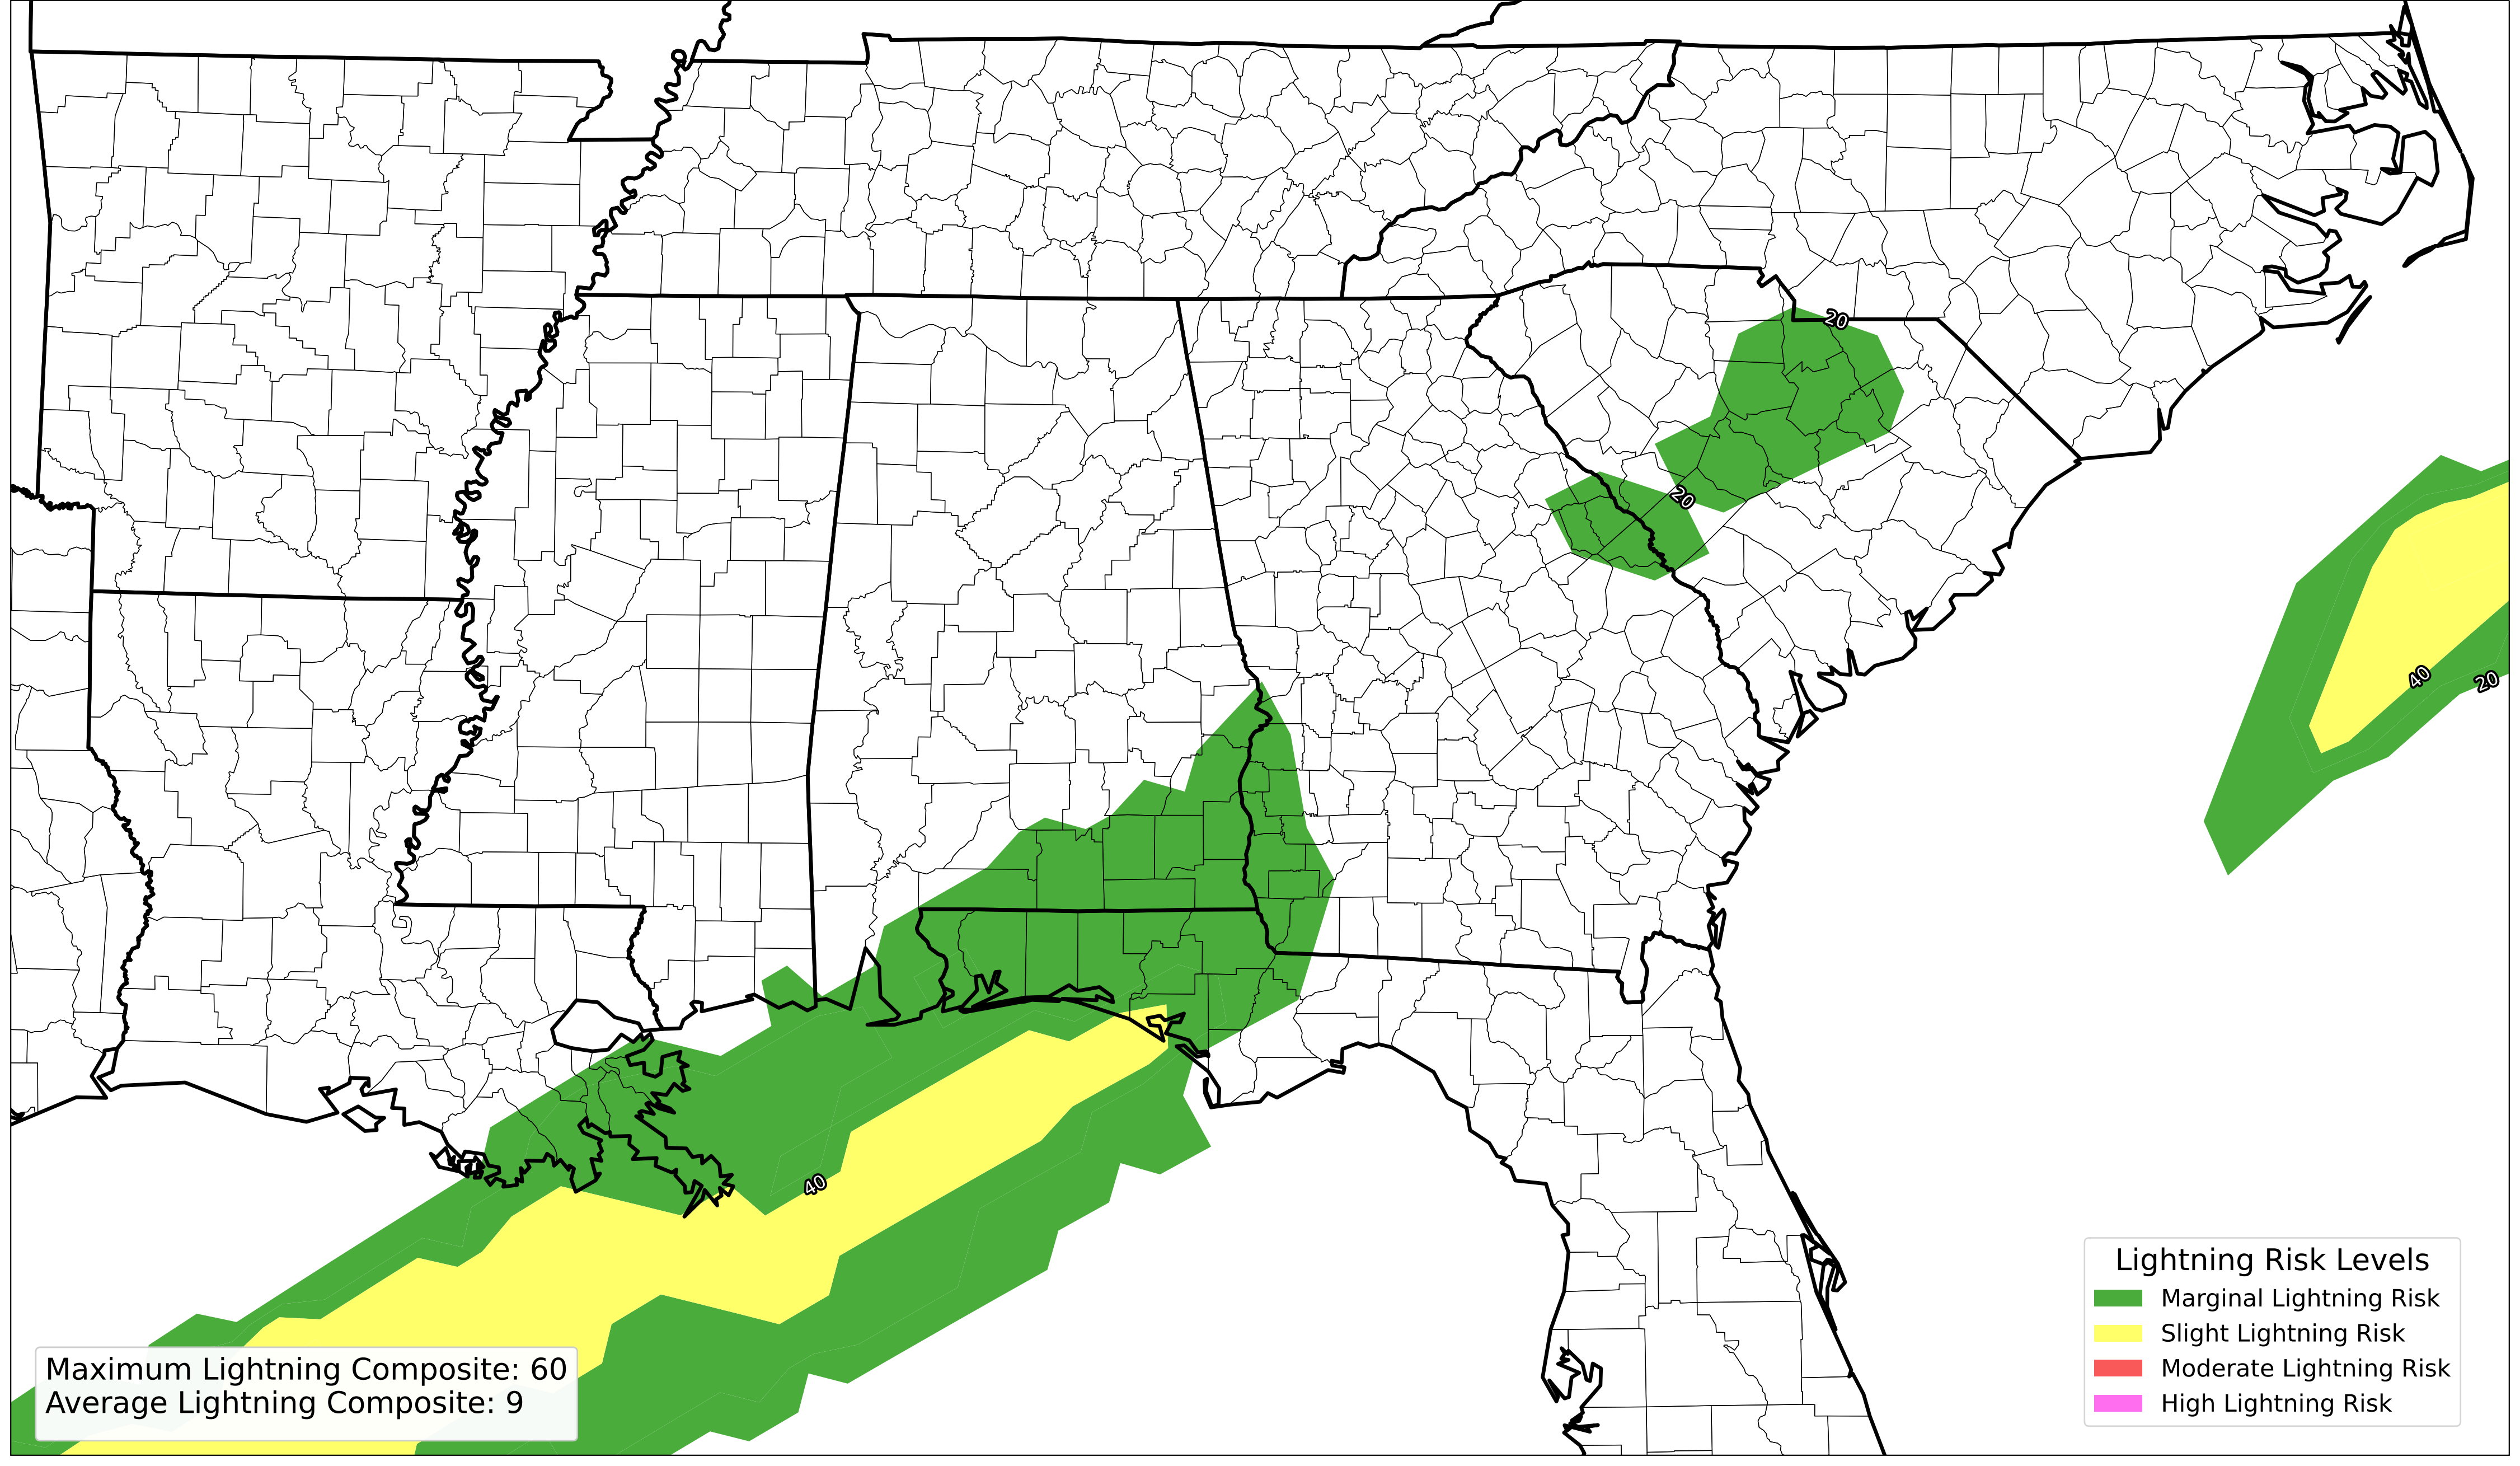 20
20
40
20
40
Maximum Lightning Composite: 60
Average Lightning Composite: 9
Lightning Risk Levels
Marginal Lightning Risk
Slight Lightning Risk
Moderate Lightning Risk
High Lightning Risk